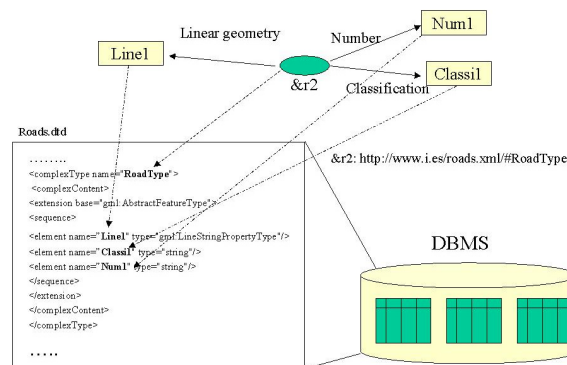 Linear geometry
Number
Num1
Line1
&r2
Classi1
Classification
Roads.dtd
&r2: http://www.i.es/roads.xml/#RoadType
........
<complexType name="RoadType">
<complexContent>
<extension base="gml:AbstractFeatureType">
<sequence>
<element name="Line1" type="gml:LineStringPropertyType"/>
<element name="Classi1" type="string"/>
<element name="Num1" type="string"/>
</sequence>
</extension>
</complexContent>
</complexType>
.....
DBMS